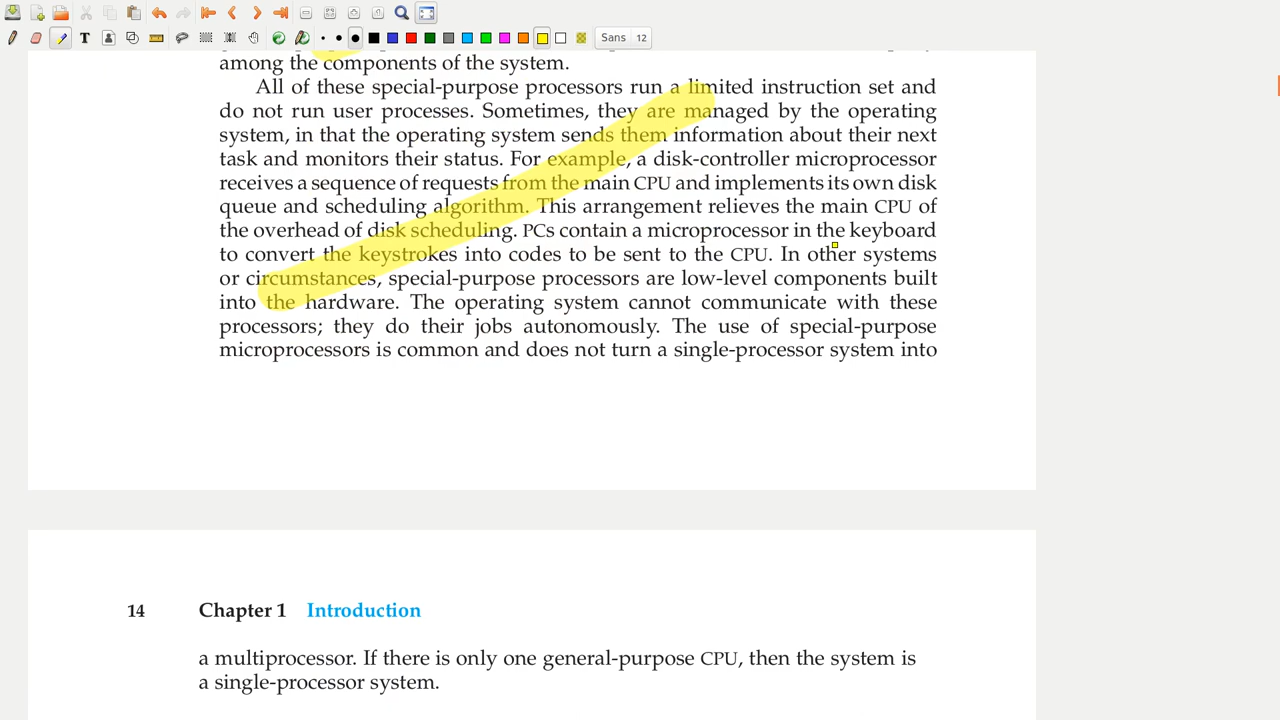 Sans 12
among the components of the system.
All of these special-purpose processors run a limited instruction set and
do not run user processes. Sometimes, they are managed by the operating
system, in that the operating system sends them information about their next
task and monitors their status. For example, a disk-controller microprocessor
receives a sequence of requests from the main CPU and implements its own disk
queue and scheduling algorithm. This arrangement relieves the main CPU of
the overhead of disk scheduling. PCs contain a microprocessor in the keyboard
to convert the keystrokes into codes to be sent to the CPU. In other systems
or circumstances, special-purpose processors are low-level components built
into the hardware. The operating system cannot communicate with these
processors; they do their jobs autonomously. The use of special-purpose
microprocessors is common and does not turn a single-processor system into
14 Chapter 1 Introduction
a multiprocessor. If there is only one general-purpose CPU, then the system is
a single-processor system.